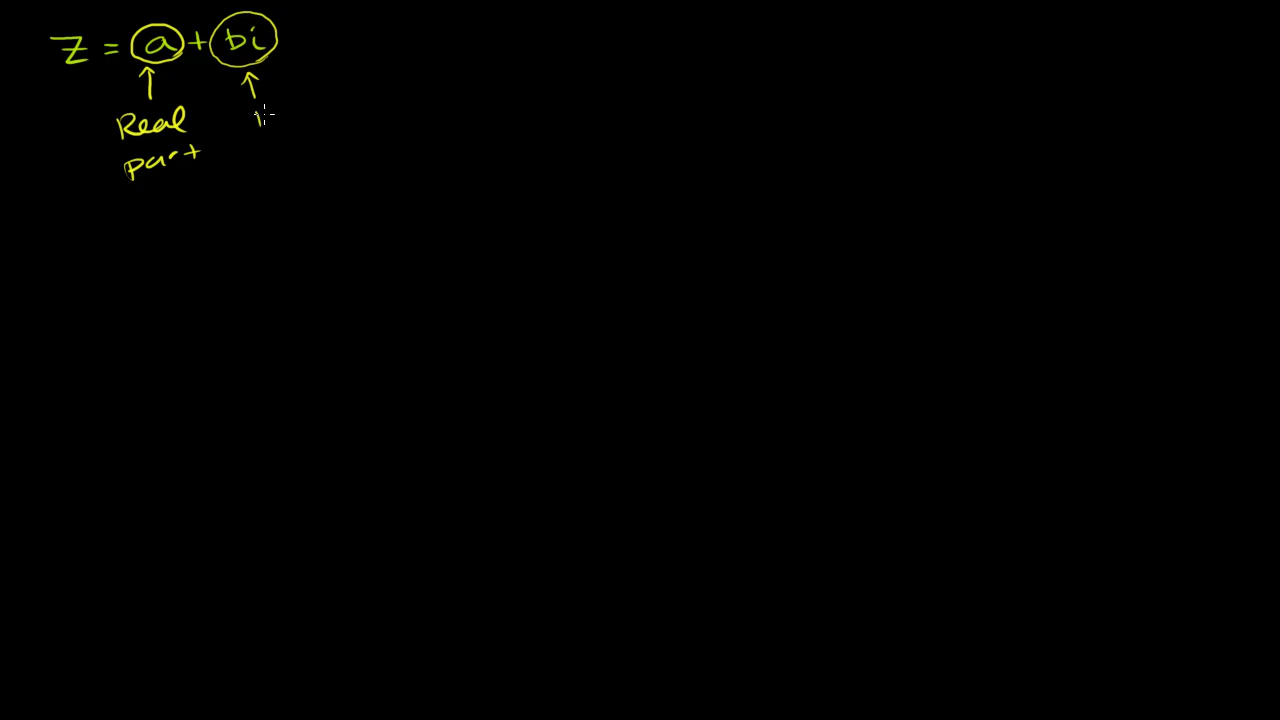 z = a + bi
Real
part